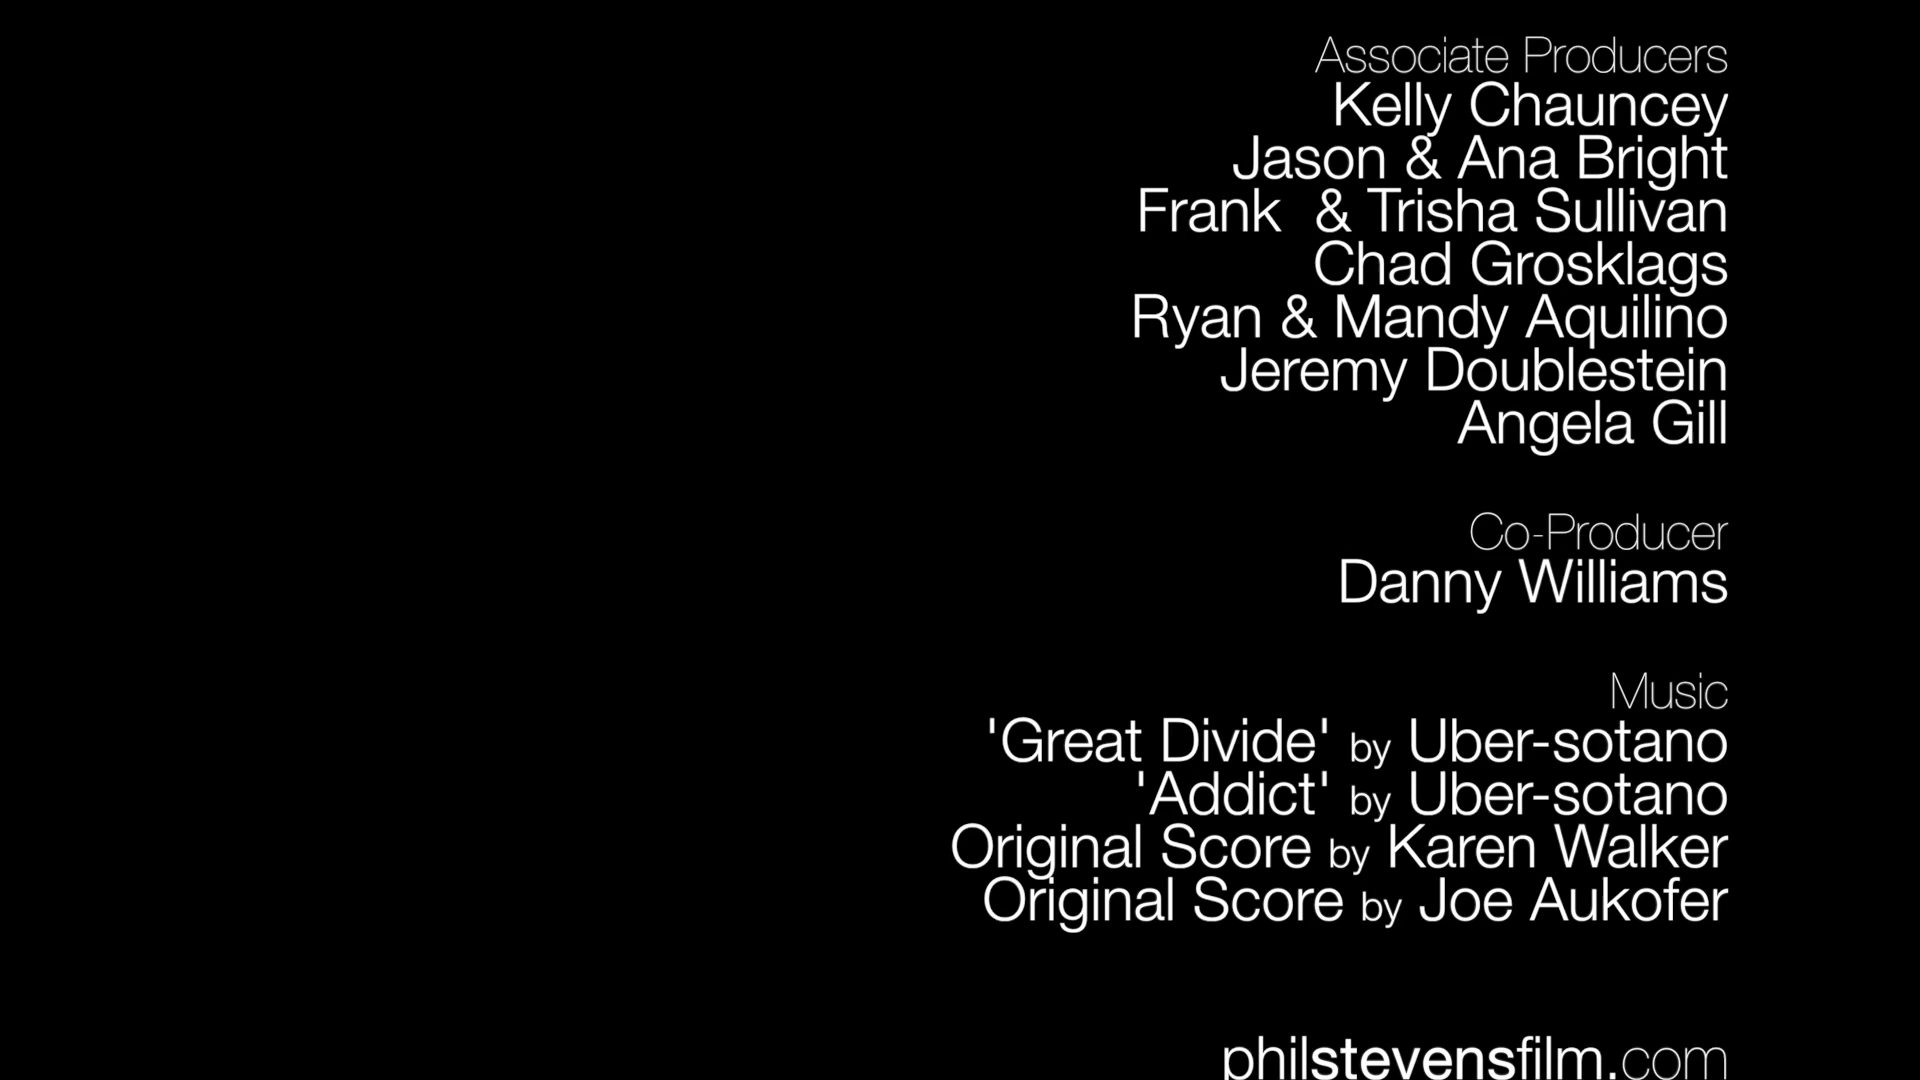 Associate Producers
Kelly Chauncey
Jason & Ana Bright
Frank  & Trisha Sullivan
Chad Grosklags
Ryan & Mandy Aquilino
Jeremy Doublestein
Angela Gill
Co-Producer
Danny Williams
Music
'Great Divide' by Uber-sotano
'Addict' by Uber-sotano
Original Score by Karen Walker
Original Score by Joe Aukofer
philstevensfilm.com